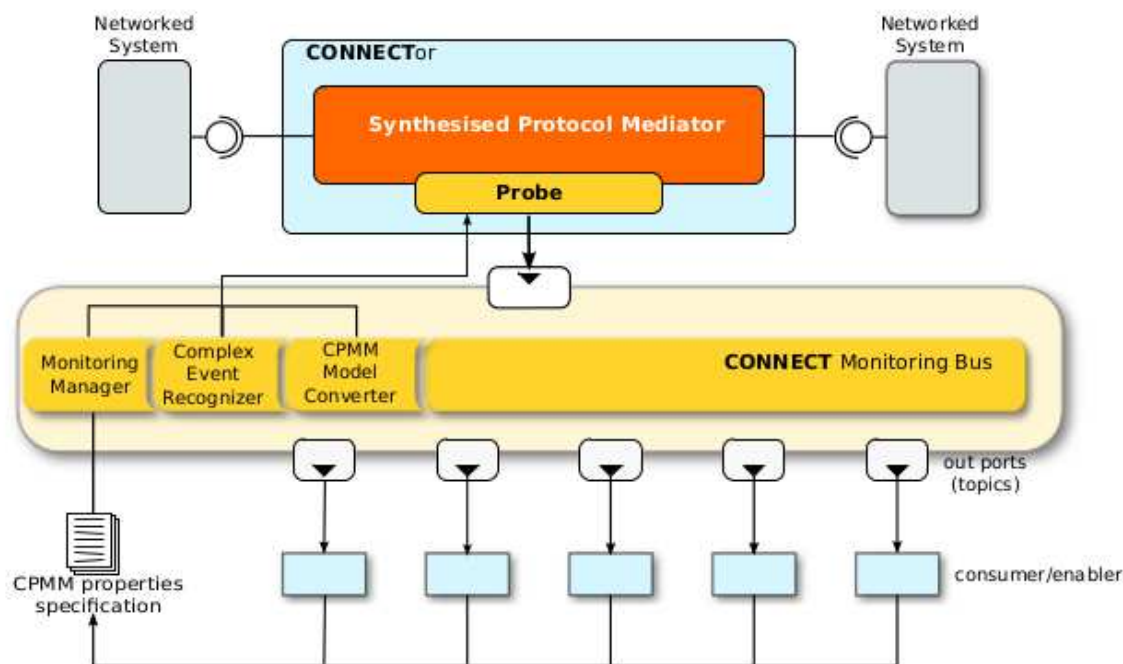 Networked
System
Networked
System
CONNECTor
Synthesised Protocol Mediator
Probe
Monitoring
Manager
Complex
Event
Recognizer
CPMM
Model
Converter
CONNECT Monitoring Bus
out ports
(topics)
CPMM properties
specification
consumer/enabler